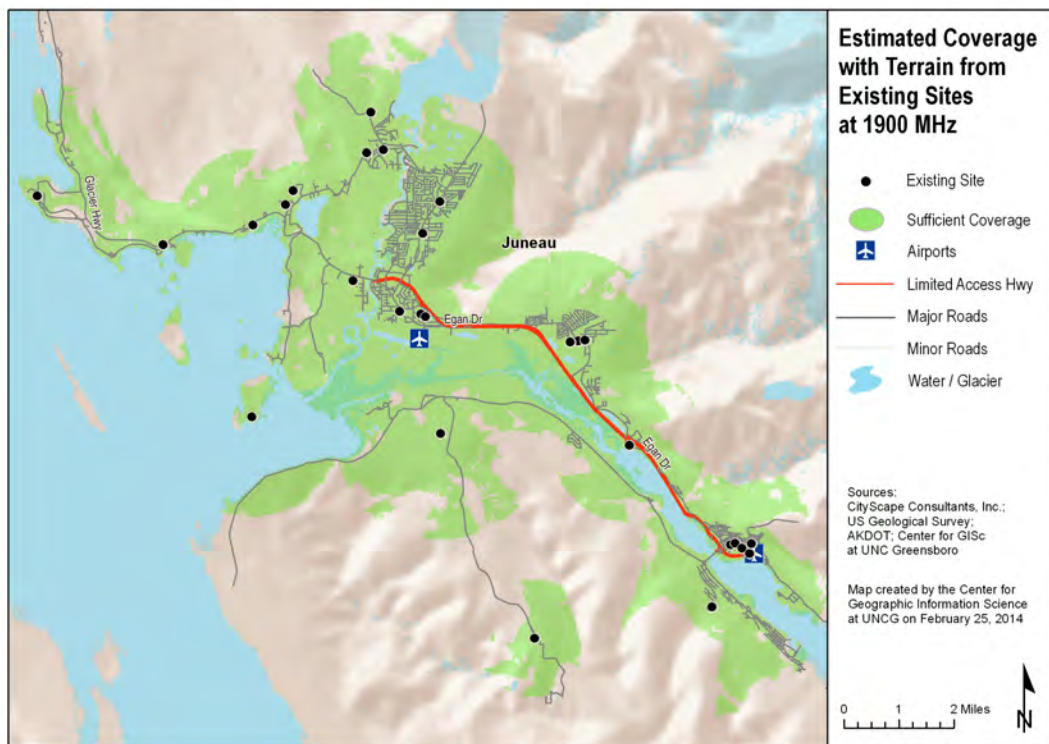 Estimated Coverage
with Terrain from
Existing Sites
at 1900 MHz
Existing Site
Sufficient Coverage
Airports
Limited Access Hwy
Major Roads
Minor Roads
Water / Glacier
Sources:
CityScape Consultants, Inc.;
US Geological Survey;
AKDOT; Center for GISc
at UNC Greensboro
Map created by the Center for
Geographic Information Science
at UNCG on February 25, 2014
0 1 2 Miles
N
Glacier Hwy
Juneau
Egan Dr
Egan Dr